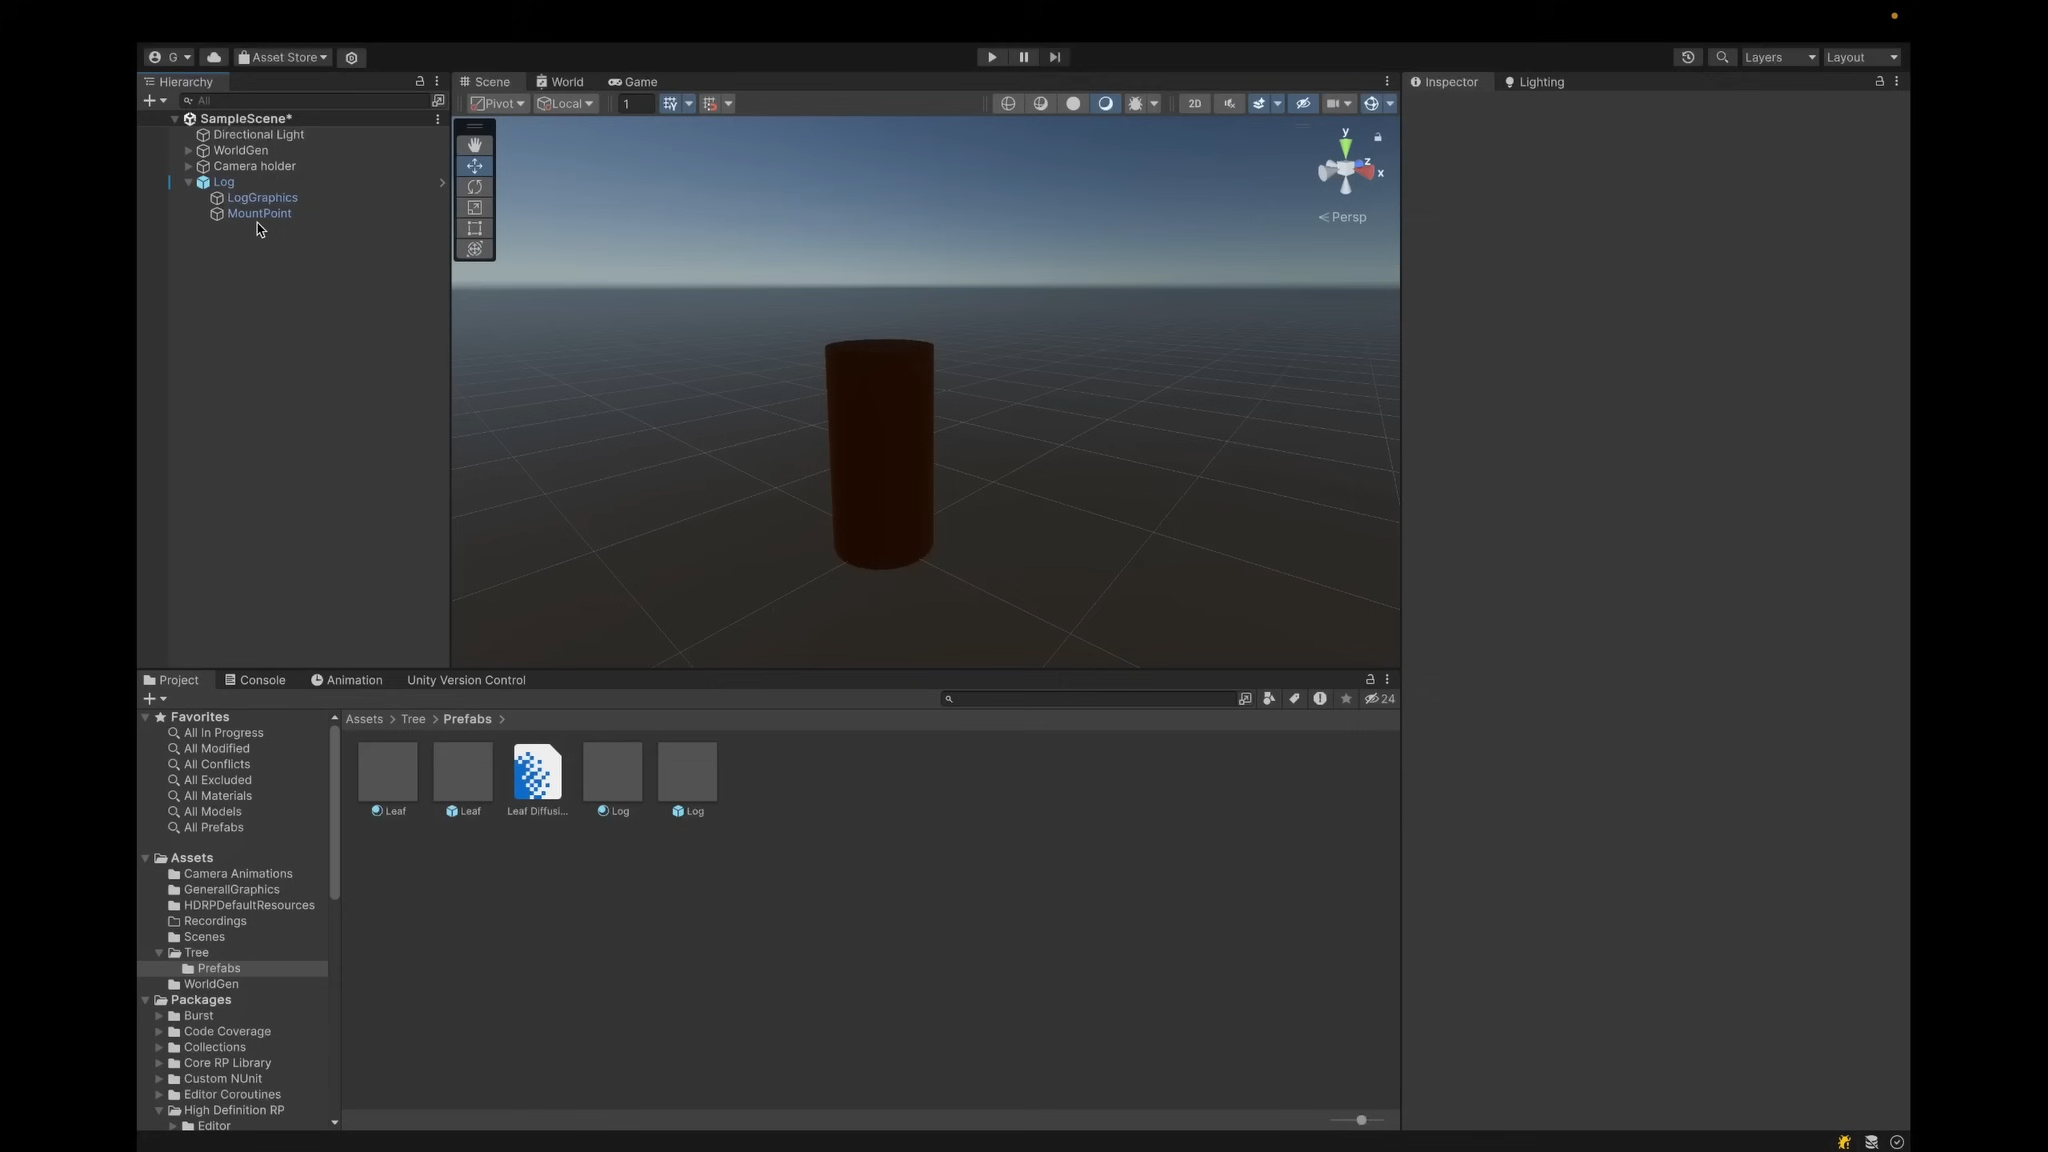 G
Asset Store
Layers
Layout
Hierarchy
Scene
World
Game
Inspector
Lighting
All
Pivot
Local
1
2D
SampleScene*
Directional Light
WorldGen
Camera holder
Log
LogGraphics
MountPoint
y
z
x
Persp
Project
Console
Animation
Unity Version Control
24
Favorites
All In Progress
All Modified
All Conflicts
All Excluded
All Materials
All Models
All Prefabs
Assets
Camera Animations
GenerallGraphics
HDRPDefaultResources
Recordings
Scenes
Tree
Prefabs
WorldGen
Packages
Burst
Code Coverage
Collections
Core RP Library
Custom NUnit
Editor Coroutines
High Definition RP
Editor
Assets > Tree > Prefabs >
Leaf
Leaf
Leaf Diffusi...
Log
Log